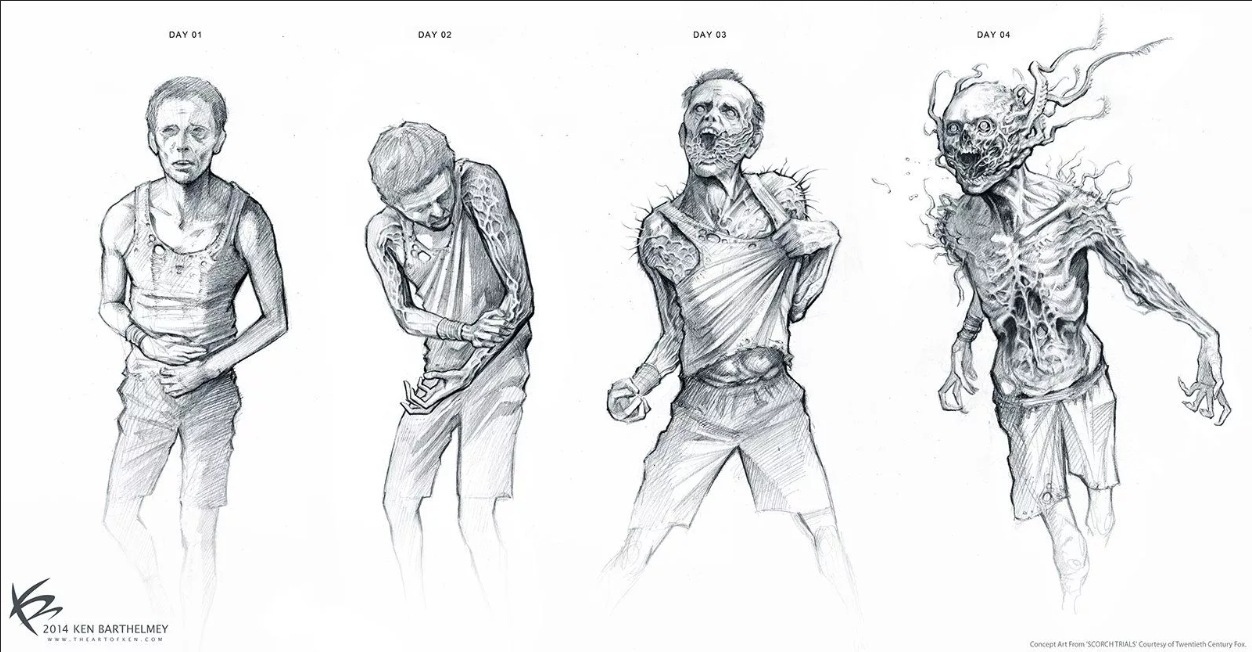 DAY 01
DAY 02
DAY 03
DAY 04
2014 KEN BARTHELMEY
WWW.THEARTOFKEN.COM
Concept Art From 'SCORCH TRIALS' Courtesy of Twentieth Century Fox.